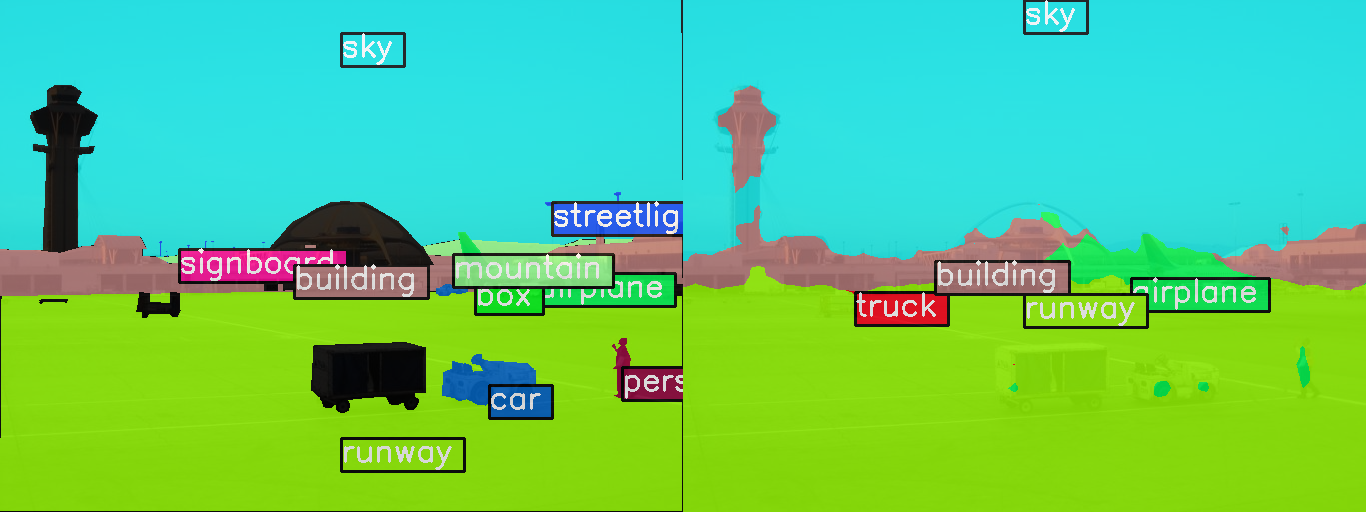 sky
streetlig
signboard
building
mountain
box
airplane
pers
car
runway
sky
building
airplane
truck
runway